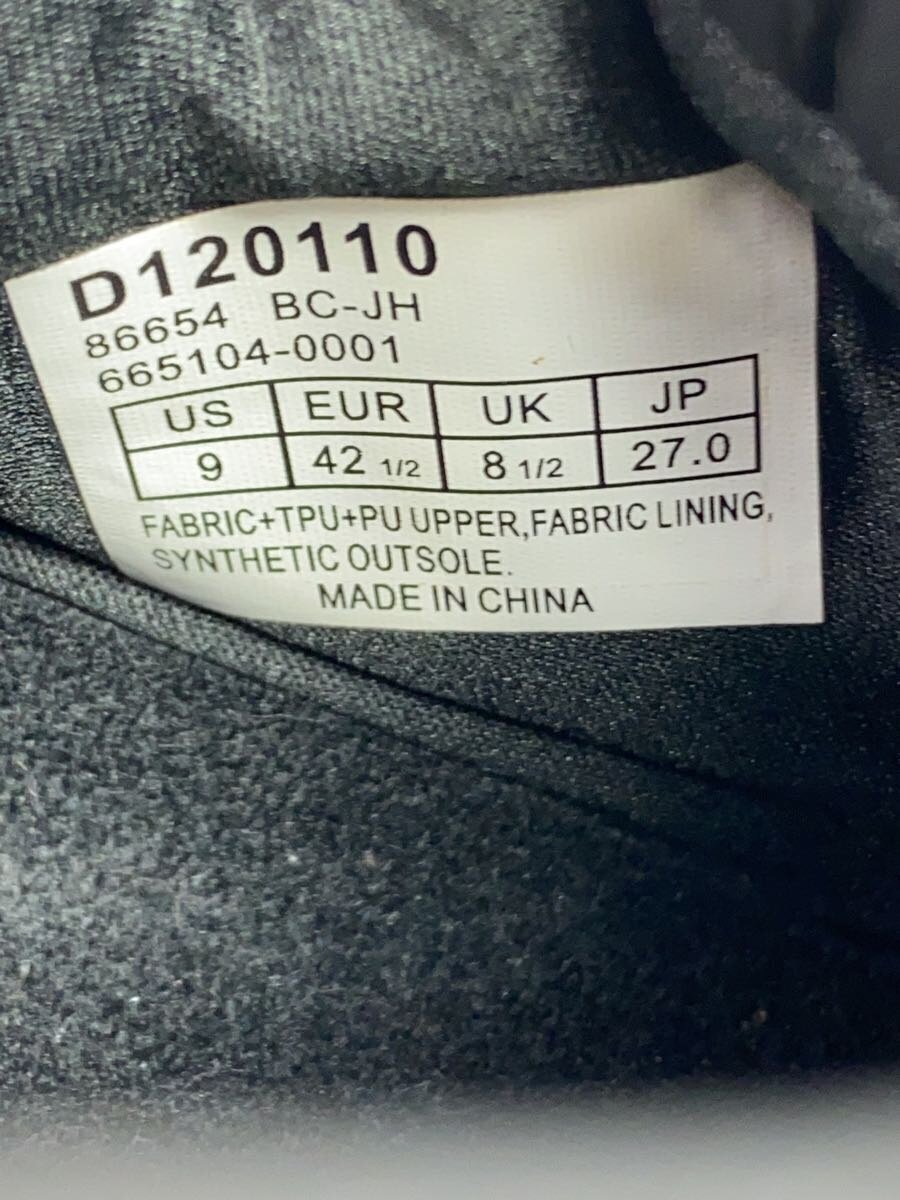 D120110
86654 BC-JH
665104-0001
US EUR UK JP
9 42 1/2 8 1/2 27.0
FABRIC+TPU+PU UPPER,FABRIC LINING,
SYNTHETIC OUTSOLE.
MADE IN CHINA